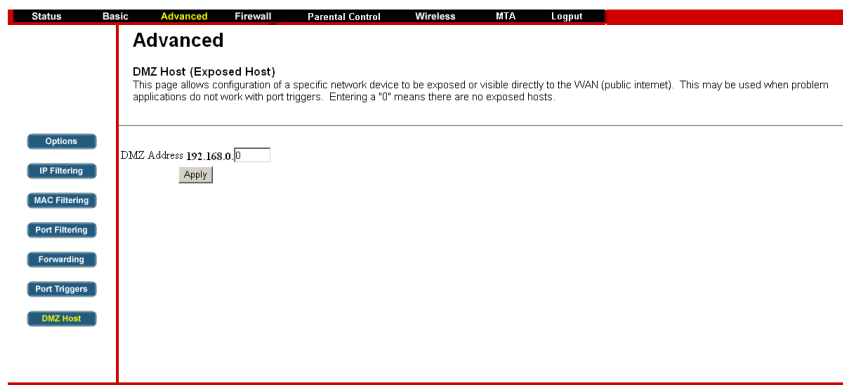 Status Basic Advanced Firewall Parental Control Wireless MTA Logput
Advanced
DMZ Host (Exposed Host)
This page allows configuration of a specific network device to be exposed or visible directly to the WAN (public internet). This may be used when problem
applications do not work with port triggers. Entering a "0" means there are no exposed hosts.
Options
IP Filtering
MAC Filtering
Port Filtering
Forwarding
Port Triggers
DMZ Host
DMZ Address 192.168.0.0
Apply